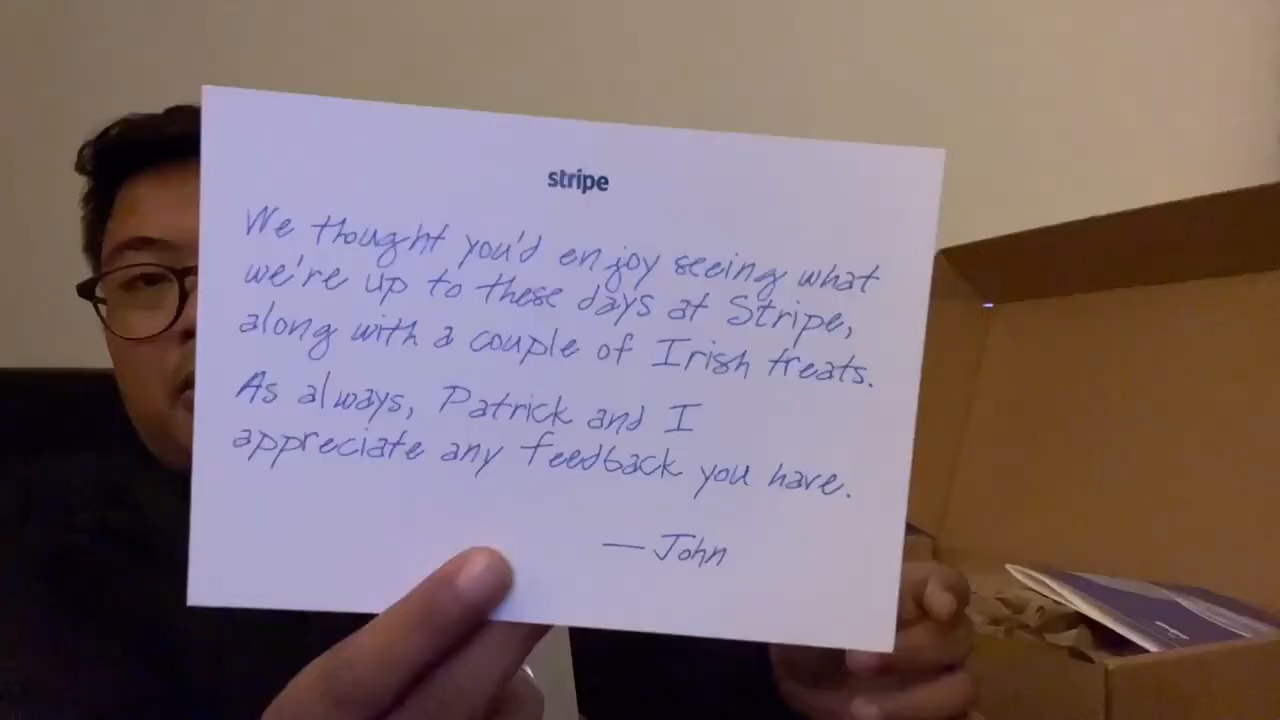 stripe
We thought you'd enjoy seeing what
we're up to these days at Stripe,
along with a couple of Irish treats.
As always, Patrick and I
appreciate any feedback you have.
— John